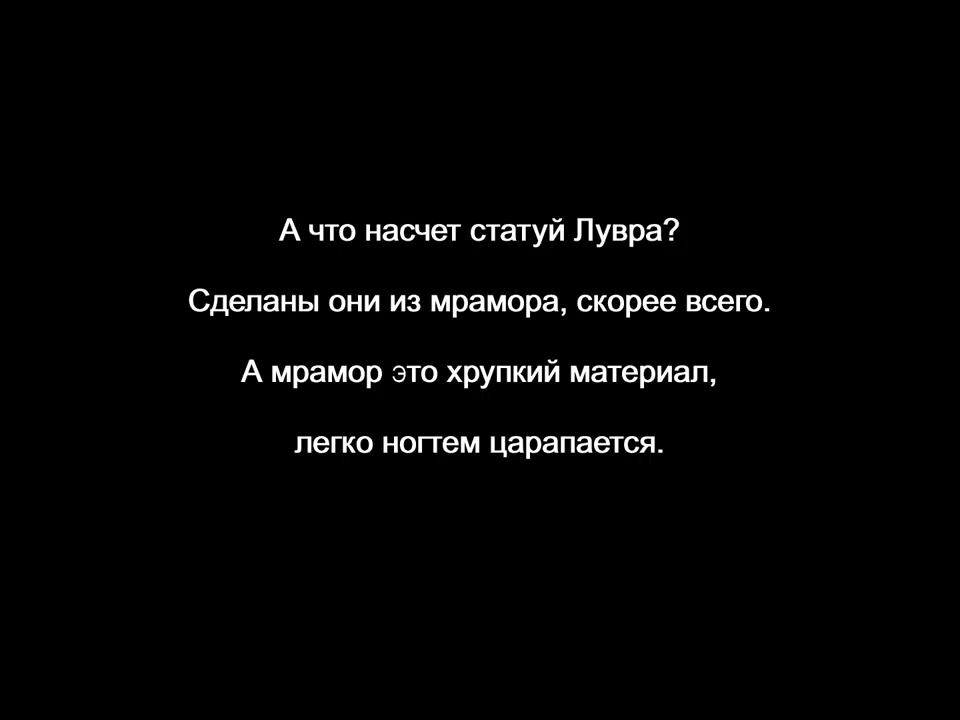 А что насчет статуй Лувра?
Сделаны они из мрамора, скорее всего.
А мрамор это хрупкий материал,
легко ногтем царапается.